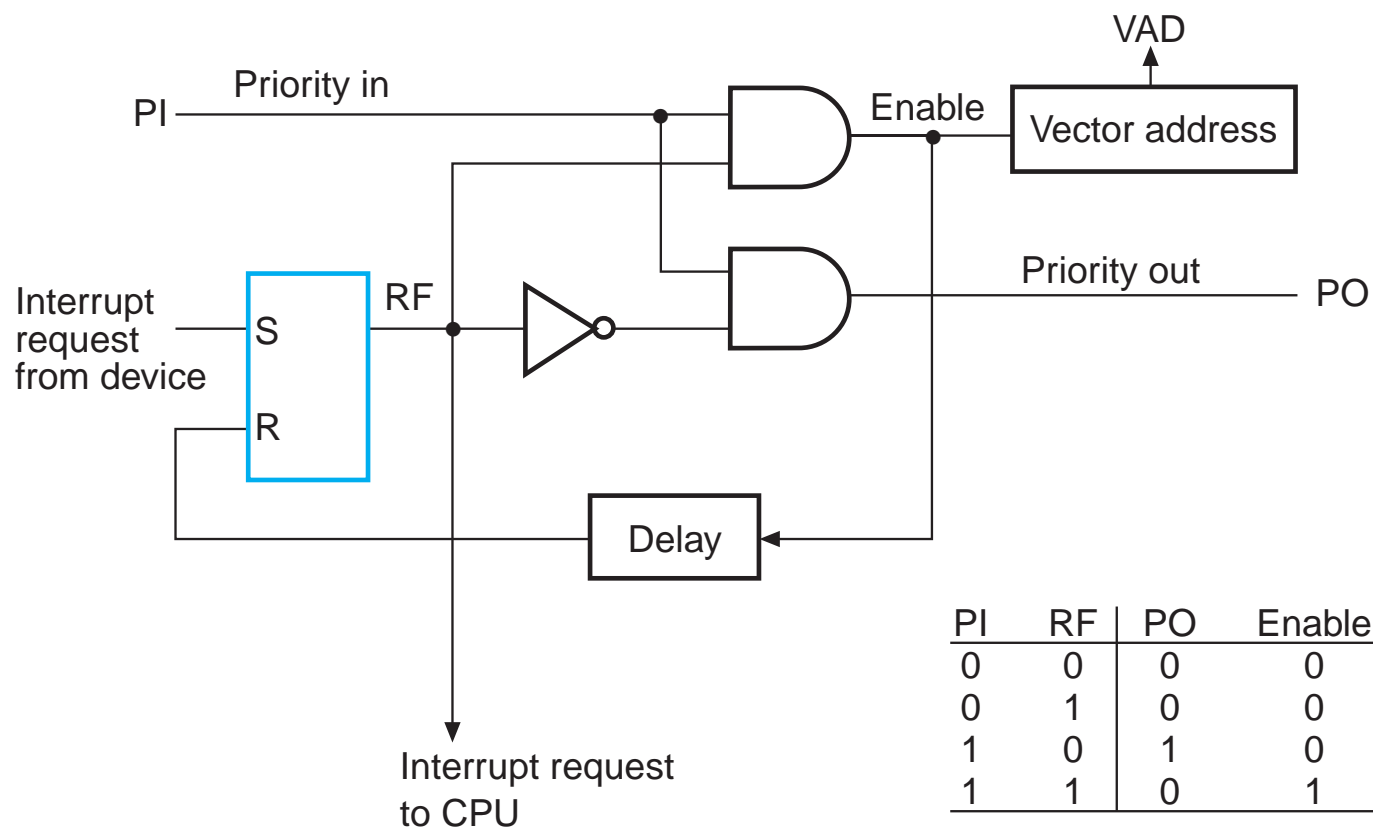 VAD
Priority in
PI
Enable
Vector address
Interrupt
request
from device
S
R
RF
Priority out
PO
Delay
Interrupt request
to CPU
PI RF PO Enable
0 0 0 0
0 1 0 0
1 0 1 0
1 1 0 1